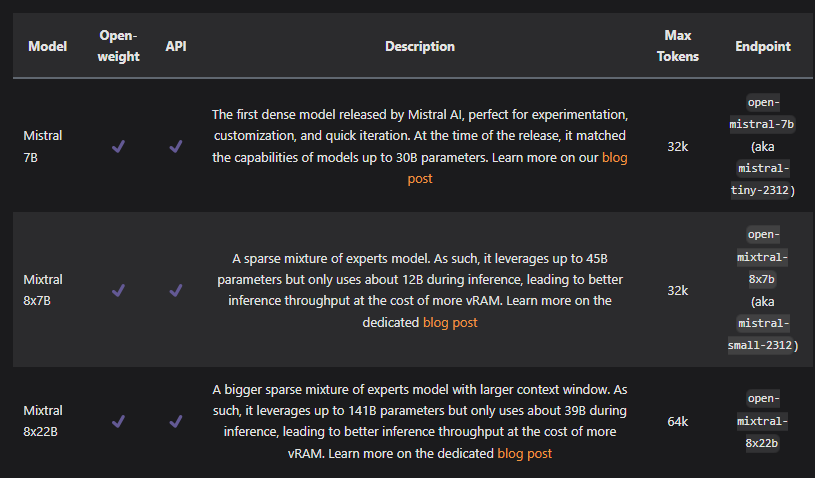 Model Open-weight API Description Max Tokens Endpoint
Mistral 7B
The first dense model released by Mistral AI, perfect for experimentation,
customization, and quick iteration. At the time of the release, it matched
the capabilities of models up to 30B parameters. Learn more on our blog
post
32k
open-
mistral-7b
(aka
mistral-
tiny-2312)
Mixtral
8x7B
A sparse mixture of experts model. As such, it leverages up to 45B
parameters but only uses about 12B during inference, leading to better
inference throughput at the cost of more vRAM. Learn more on the
dedicated blog post
32k
open-
mixtral-
8x7b
(aka
mistral-
small-2312)
Mixtral
8x22B
A bigger sparse mixture of experts model with larger context window. As
such, it leverages up to 141B parameters but only uses about 39B during
inference, leading to better inference throughput at the cost of more
vRAM. Learn more on the dedicated blog post
64k
open-
mixtral-
8x22b